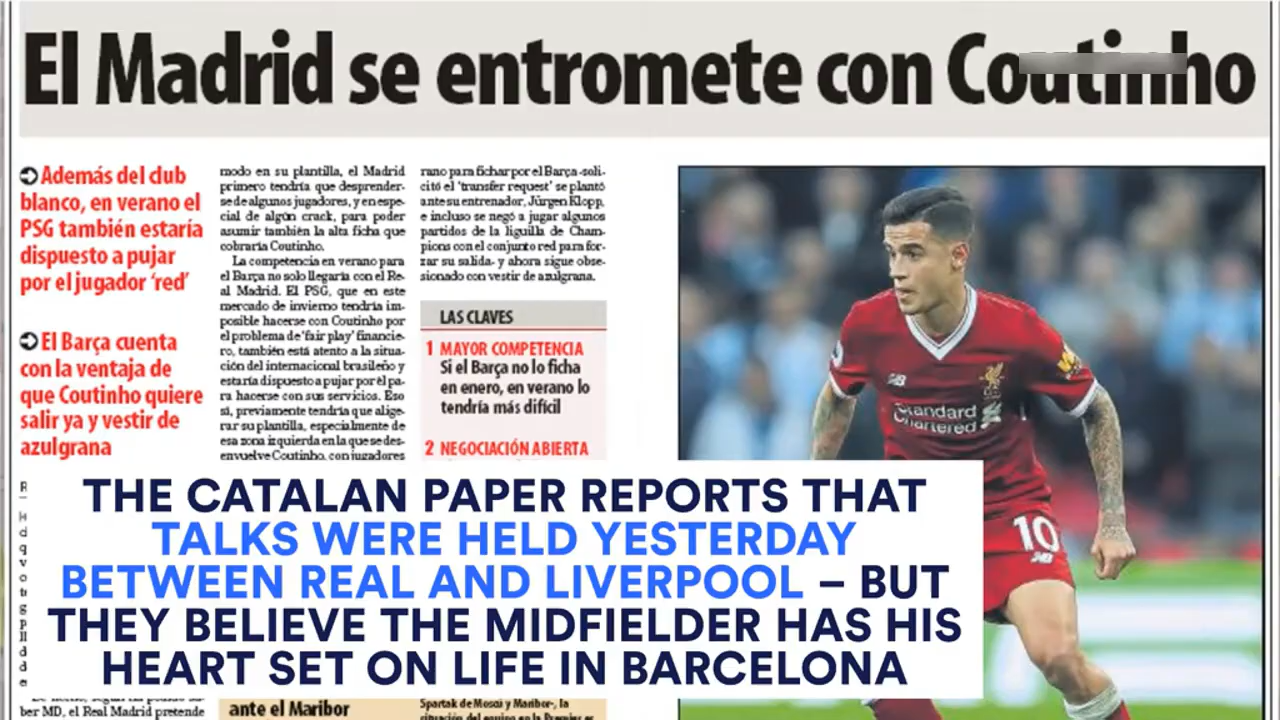 El Madrid se entromete con Coutinho
Además del club
blanco, en verano el
PSG también estaría
dispuesto a pujar
por el jugador ‘red’
El Barça cuenta
con la ventaja de
que Coutinho quiere
salir ya y vestir de
azulgrana
modo en su plantilla, el Madrid
primero tendría que desprender-
se de algunos jugadores, y en espe-
cial de algún crack, para poder
asumir también la alta ficha que
cobraría Coutinho.
La competencia en verano para
el Barça no solo llegaría con el Re-
al Madrid. El PSG, que en este
mercado de invierno tendría im-
posible hacerse con Coutinho por
el problema de ‘fair play’ financie-
ro, también está atento a la situa-
ción del internacional brasileño y
estaría dispuesto a pujar por el pa-
ra hacerse con sus servicios. Eso
sí, previamente tendría que alige-
rar su plantilla, especialmente de
esa zona izquierda en la que se des-
envuelve Coutinho, con jugadores
rano para fichar por el Barça -soli-
citó el ‘transfer request’ se plantó
ante su entrenador, Jürgen Klopp,
e incluso se negó a jugar algunos
partidos de la liguilla de Cham-
pions con el conjunto red para for-
zar su salida- y ahora sigue obse-
sionado con vestir de azulgrana.
LAS CLAVES
1 MAYOR COMPETENCIA
Si el Barça no lo ficha
en enero, en verano lo
tendría más difícil
2 NEGOCIACIÓN ABIERTA
Standard
Chartered
10
THE CATALAN PAPER REPORTS THAT
TALKS WERE HELD YESTERDAY
BETWEEN REAL AND LIVERPOOL – BUT
THEY BELIEVE THE MIDFIELDER HAS HIS
HEART SET ON LIFE IN BARCELONA
ber MD, el Real Madrid pretende
ante el Maribor
Spartak de Moscú y Maribor-, la
situación del equipo en la Premier es